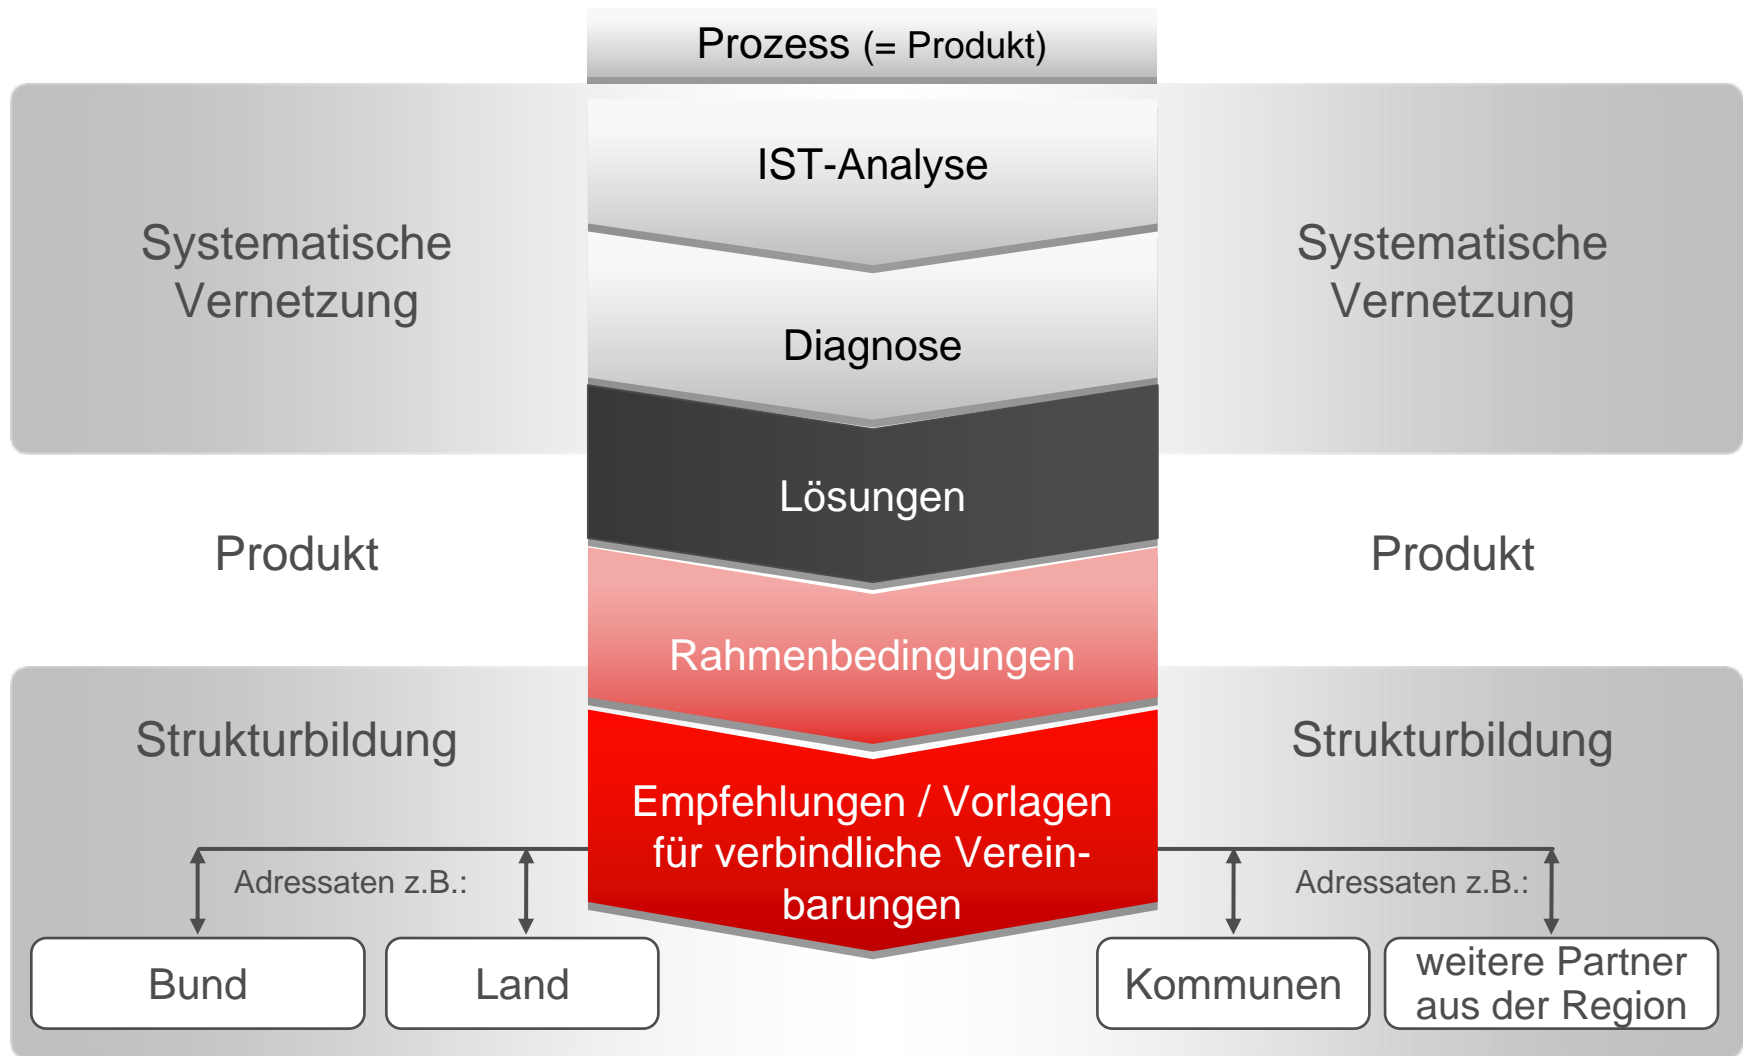 Prozess (= Produkt)
IST-Analyse
Systematische
Vernetzung
Systematische
Vernetzung
Diagnose
Lösungen
Produkt
Produkt
Rahmenbedingungen
Strukturbildung
Strukturbildung
Empfehlungen / Vorlagen
für verbindliche Verein-
barungen
Adressaten z.B.:
Adressaten z.B.:
Bund
Land
Kommunen
weitere Partner
aus der Region